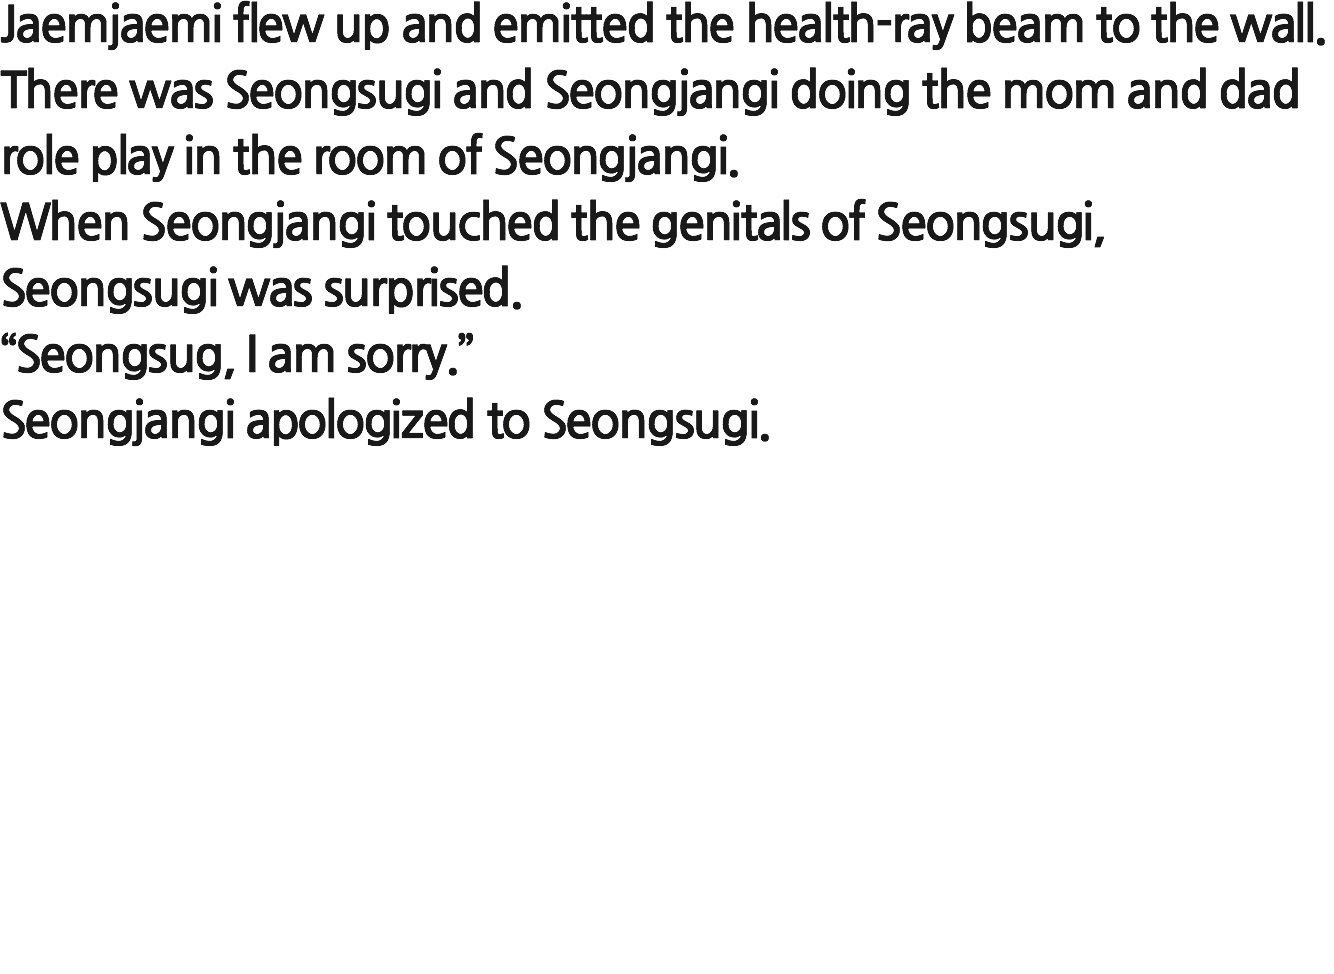 Jaemjaemi flew up and emitted the health-ray beam to the wall.
There was Seongsugi and Seongjangi doing the mom and dad
role play in the room of Seongjangi.
When Seongjangi touched the genitals of Seongsugi,
Seongsugi was surprised.
“Seongsug, I am sorry.”
Seongjangi apologized to Seongsugi.